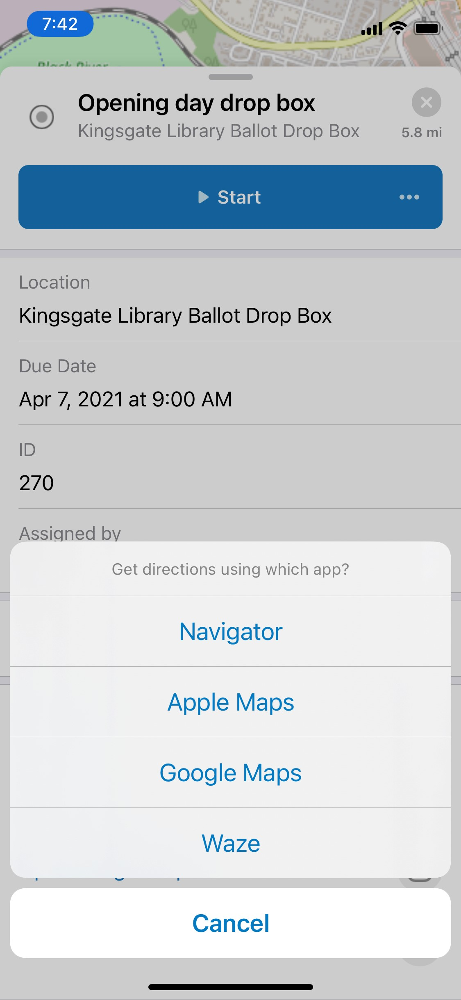 7:42
Black River
Opening day drop box
Kingsgate Library Ballot Drop Box
5.8 mi
Start
Location
Kingsgate Library Ballot Drop Box
Due Date
Apr 7, 2021 at 9:00 AM
ID
270
Assigned by
Get directions using which app?
Navigator
Apple Maps
Google Maps
Waze
Cancel